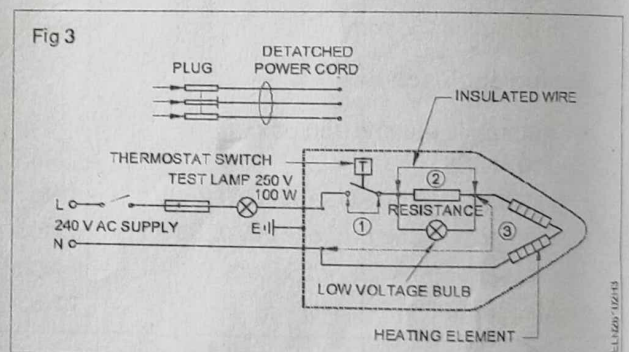 Fig 3
DETATCHED
PLUG POWER CORD
INSULATED WIRE
THERMOSTAT SWITCH
T
TEST LAMP 250 V
100 W
2
L
RESISTANCE
240 V AC SUPPLY
E
1
3
N
LOW VOLTAGE BULB
HEATING ELEMENT